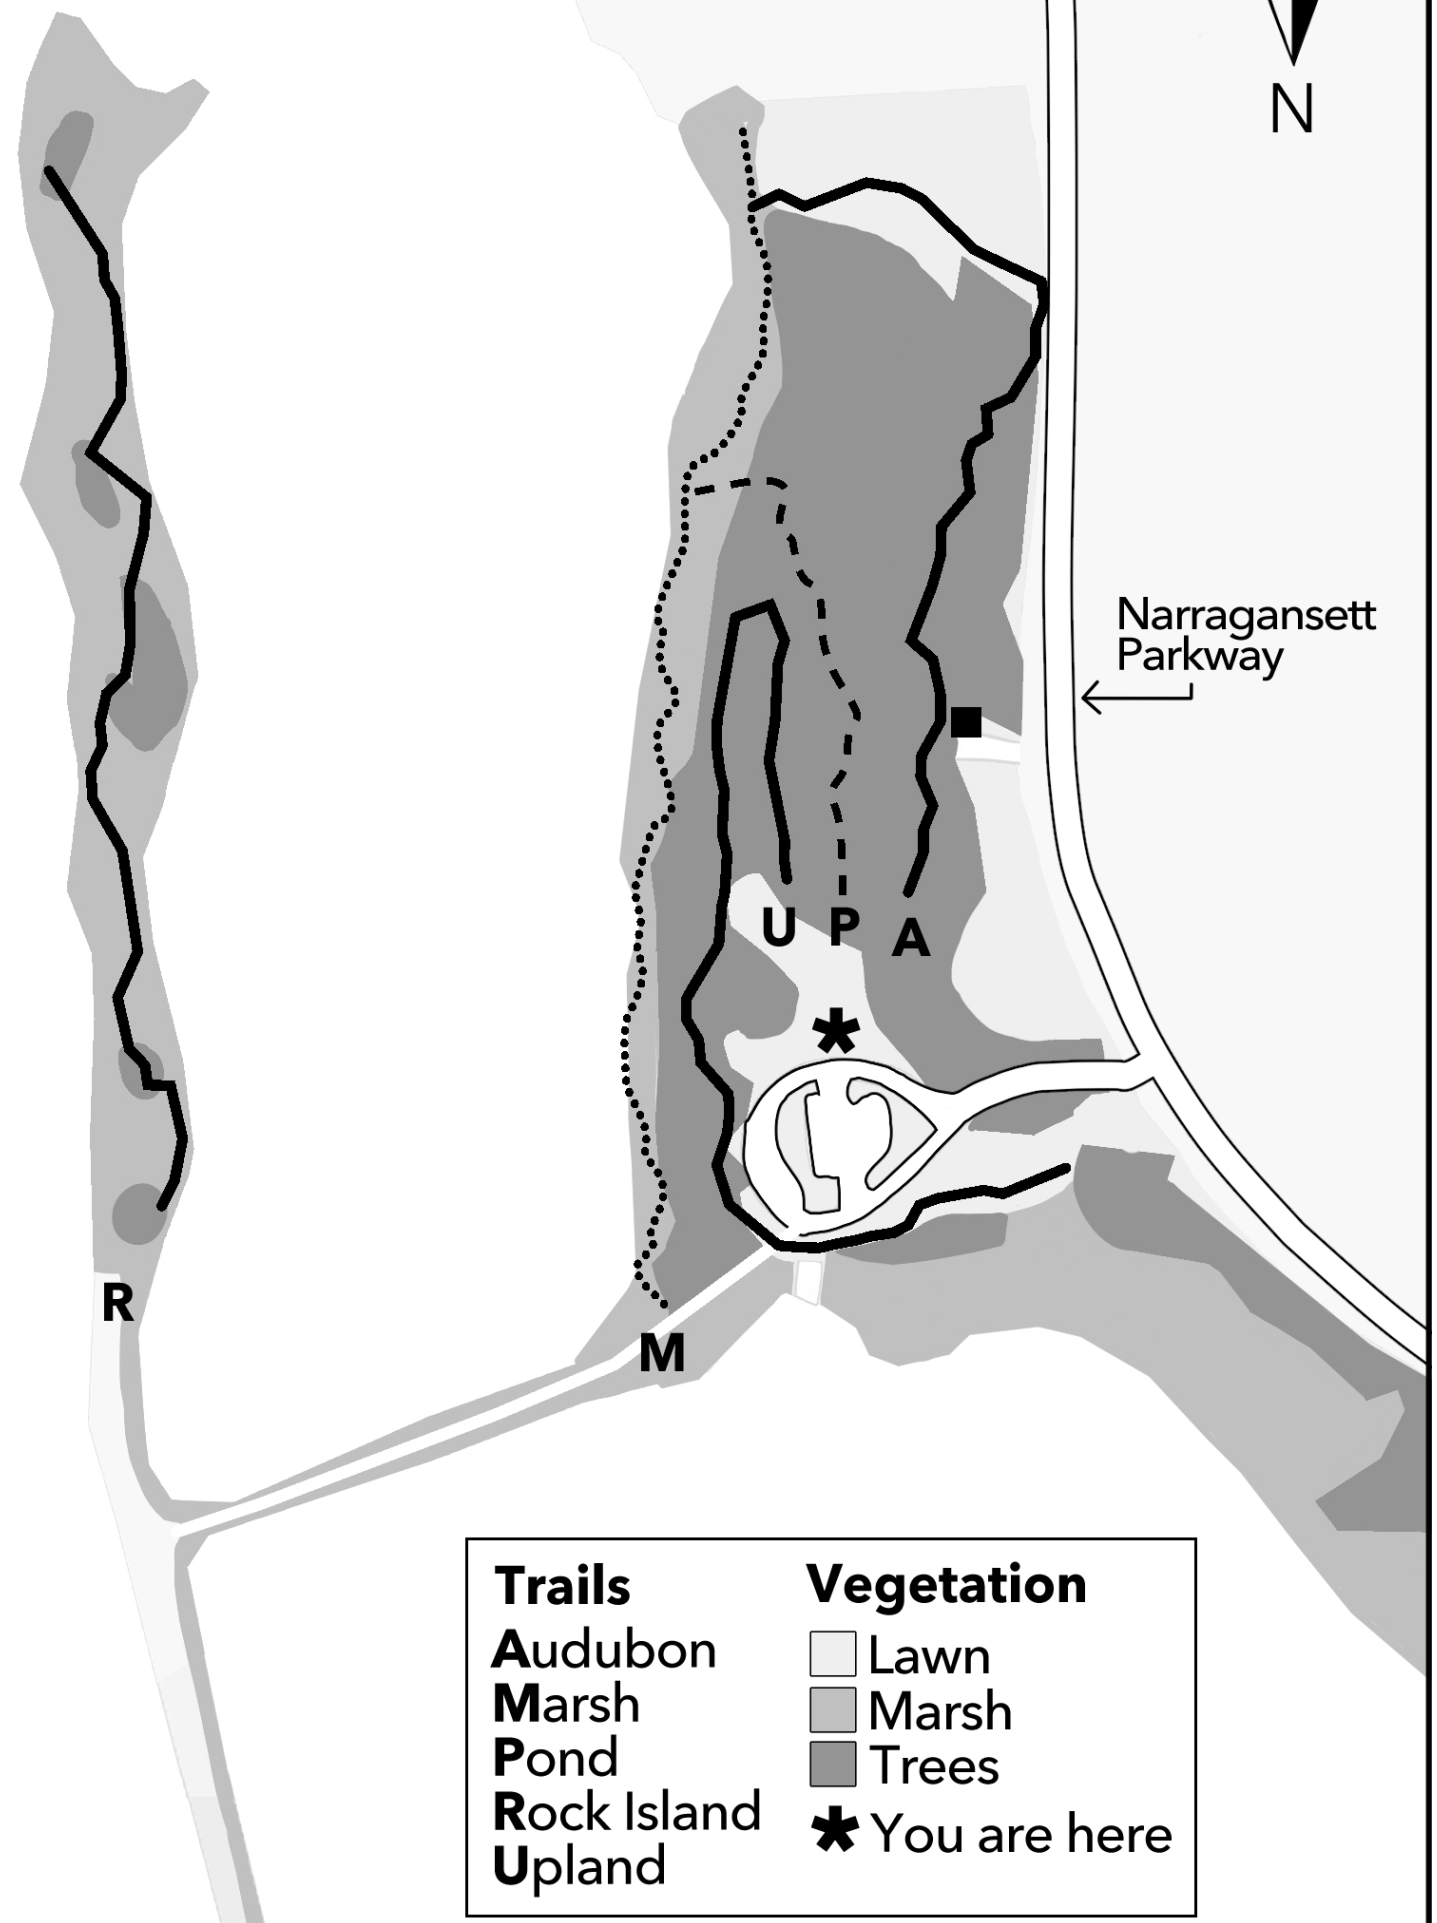 N
Narragansett
Parkway
U P A
*
R
M
Trails
Audubon
Marsh
Pond
Rock Island
Upland
Vegetation
Lawn
Marsh
Trees
* You are here